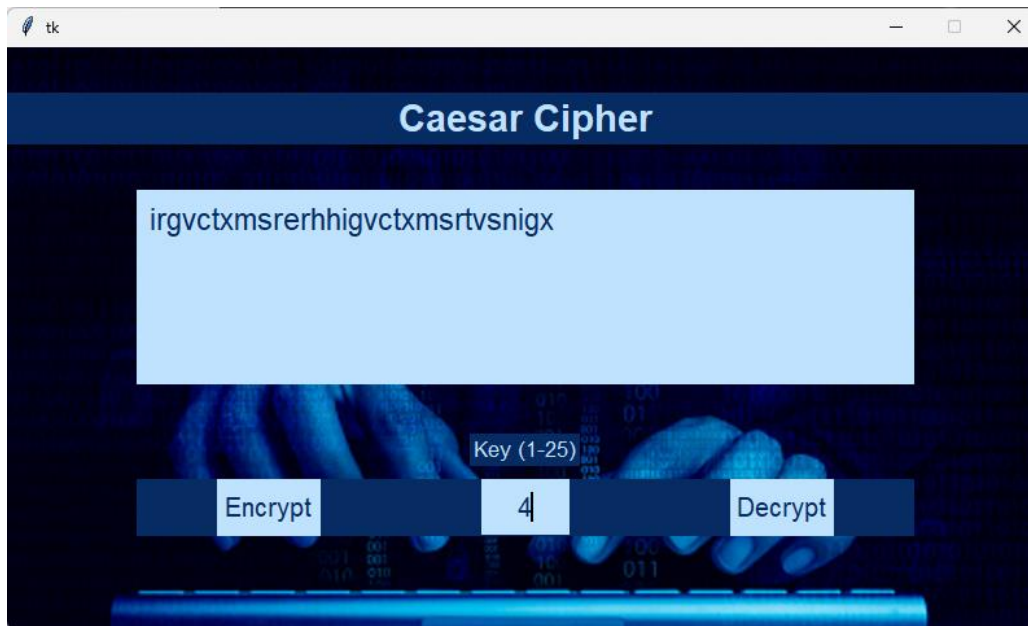 tk
Caesar Cipher
irgvctxmsrerhhigvctxmsrtvsnigx
Key (1-25)
Encrypt 4 Decrypt